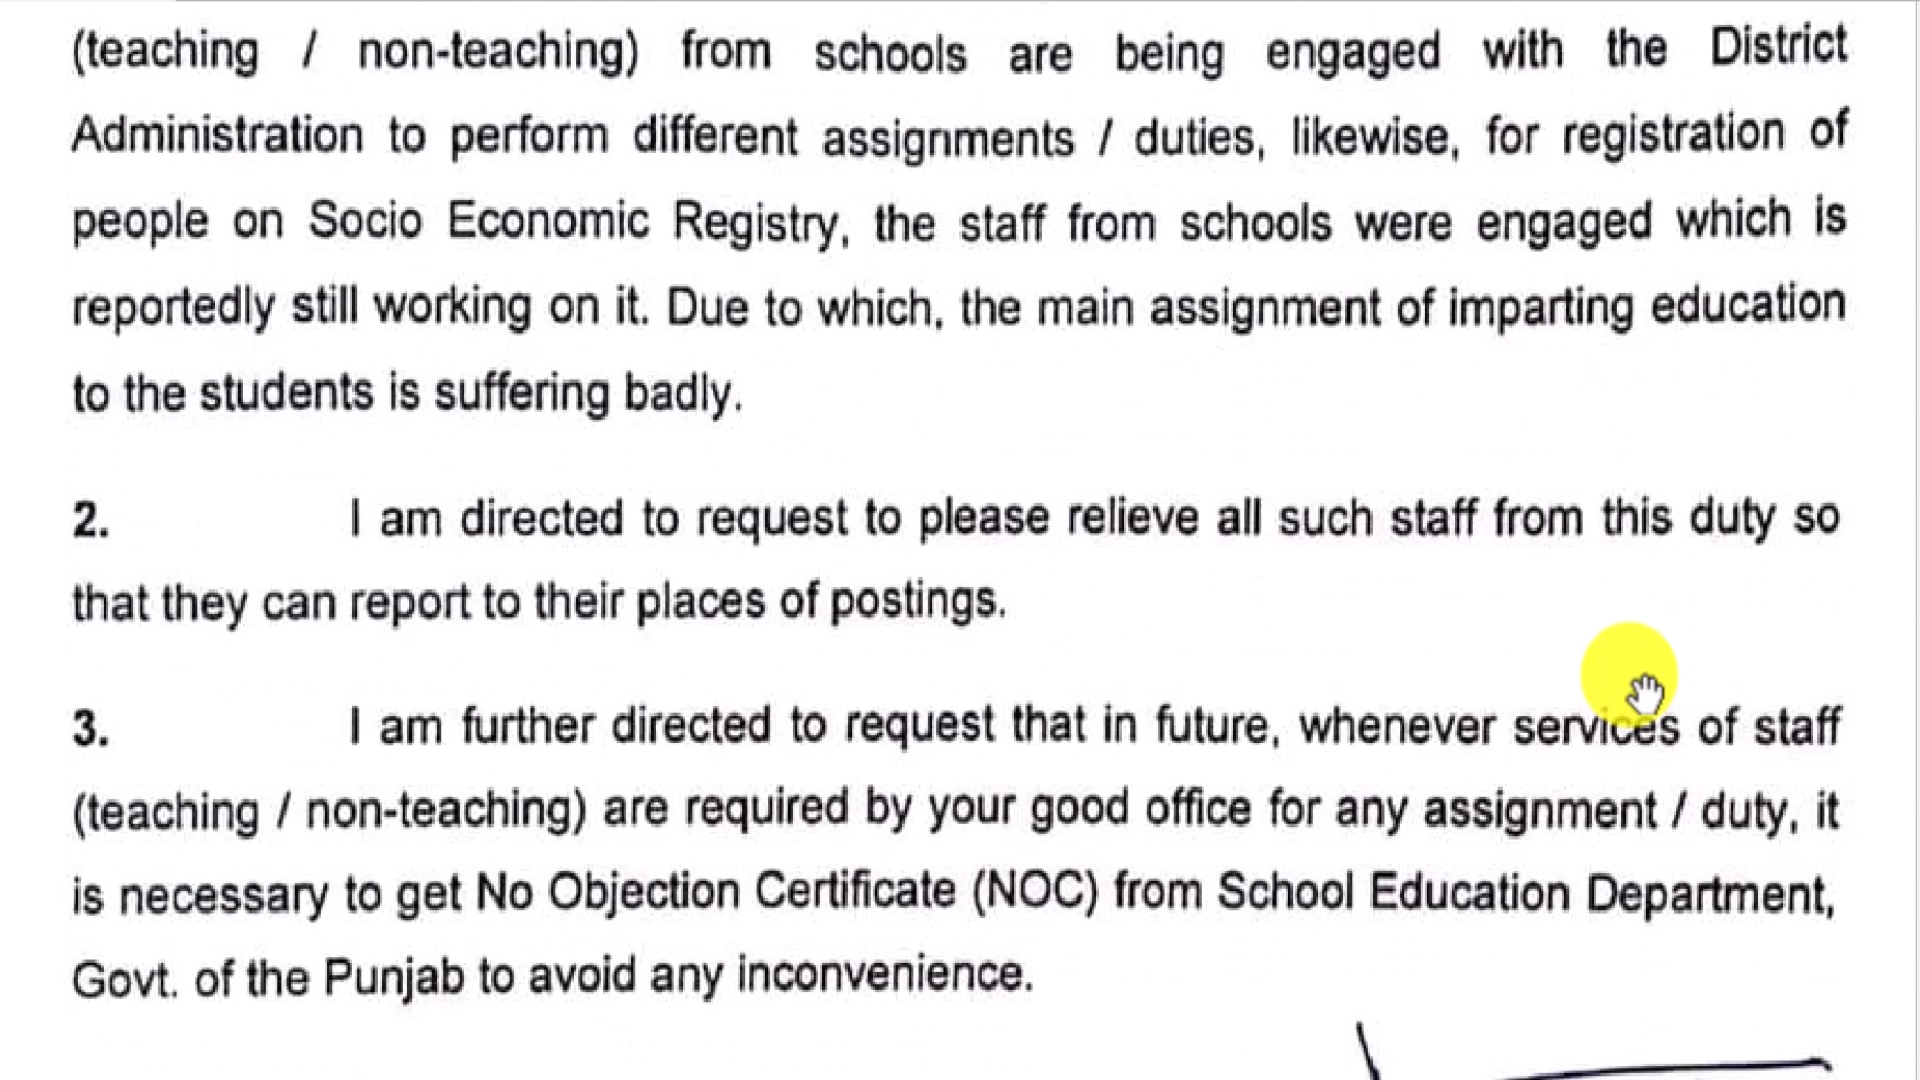 (teaching / non-teaching) from schools are being engaged with the District
Administration to perform different assignments / duties, likewise, for registration of
people on Socio Economic Registry, the staff from schools were engaged which is
reportedly still working on it. Due to which, the main assignment of imparting education
to the students is suffering badly.
2. I am directed to request to please relieve all such staff from this duty so
that they can report to their places of postings.
3. I am further directed to request that in future, whenever services of staff
(teaching / non-teaching) are required by your good office for any assignment / duty, it
is necessary to get No Objection Certificate (NOC) from School Education Department,
Govt. of the Punjab to avoid any inconvenience.